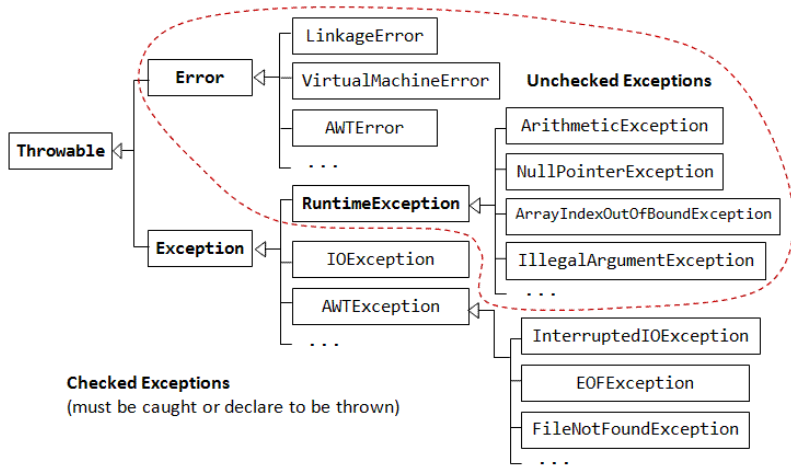 LinkageError
Error
VirtualMachineError
Unchecked Exceptions
AWTError
ArithmeticException
Throwable
...
NullPointerException
RuntimeException
ArrayIndexOutOfBoundException
Exception
IOException
IllegalArgumentException
AWTException
...
...
InterruptedIOException
Checked Exceptions
EOFException
(must be caught or declare to be thrown)
FileNotFoundException
...